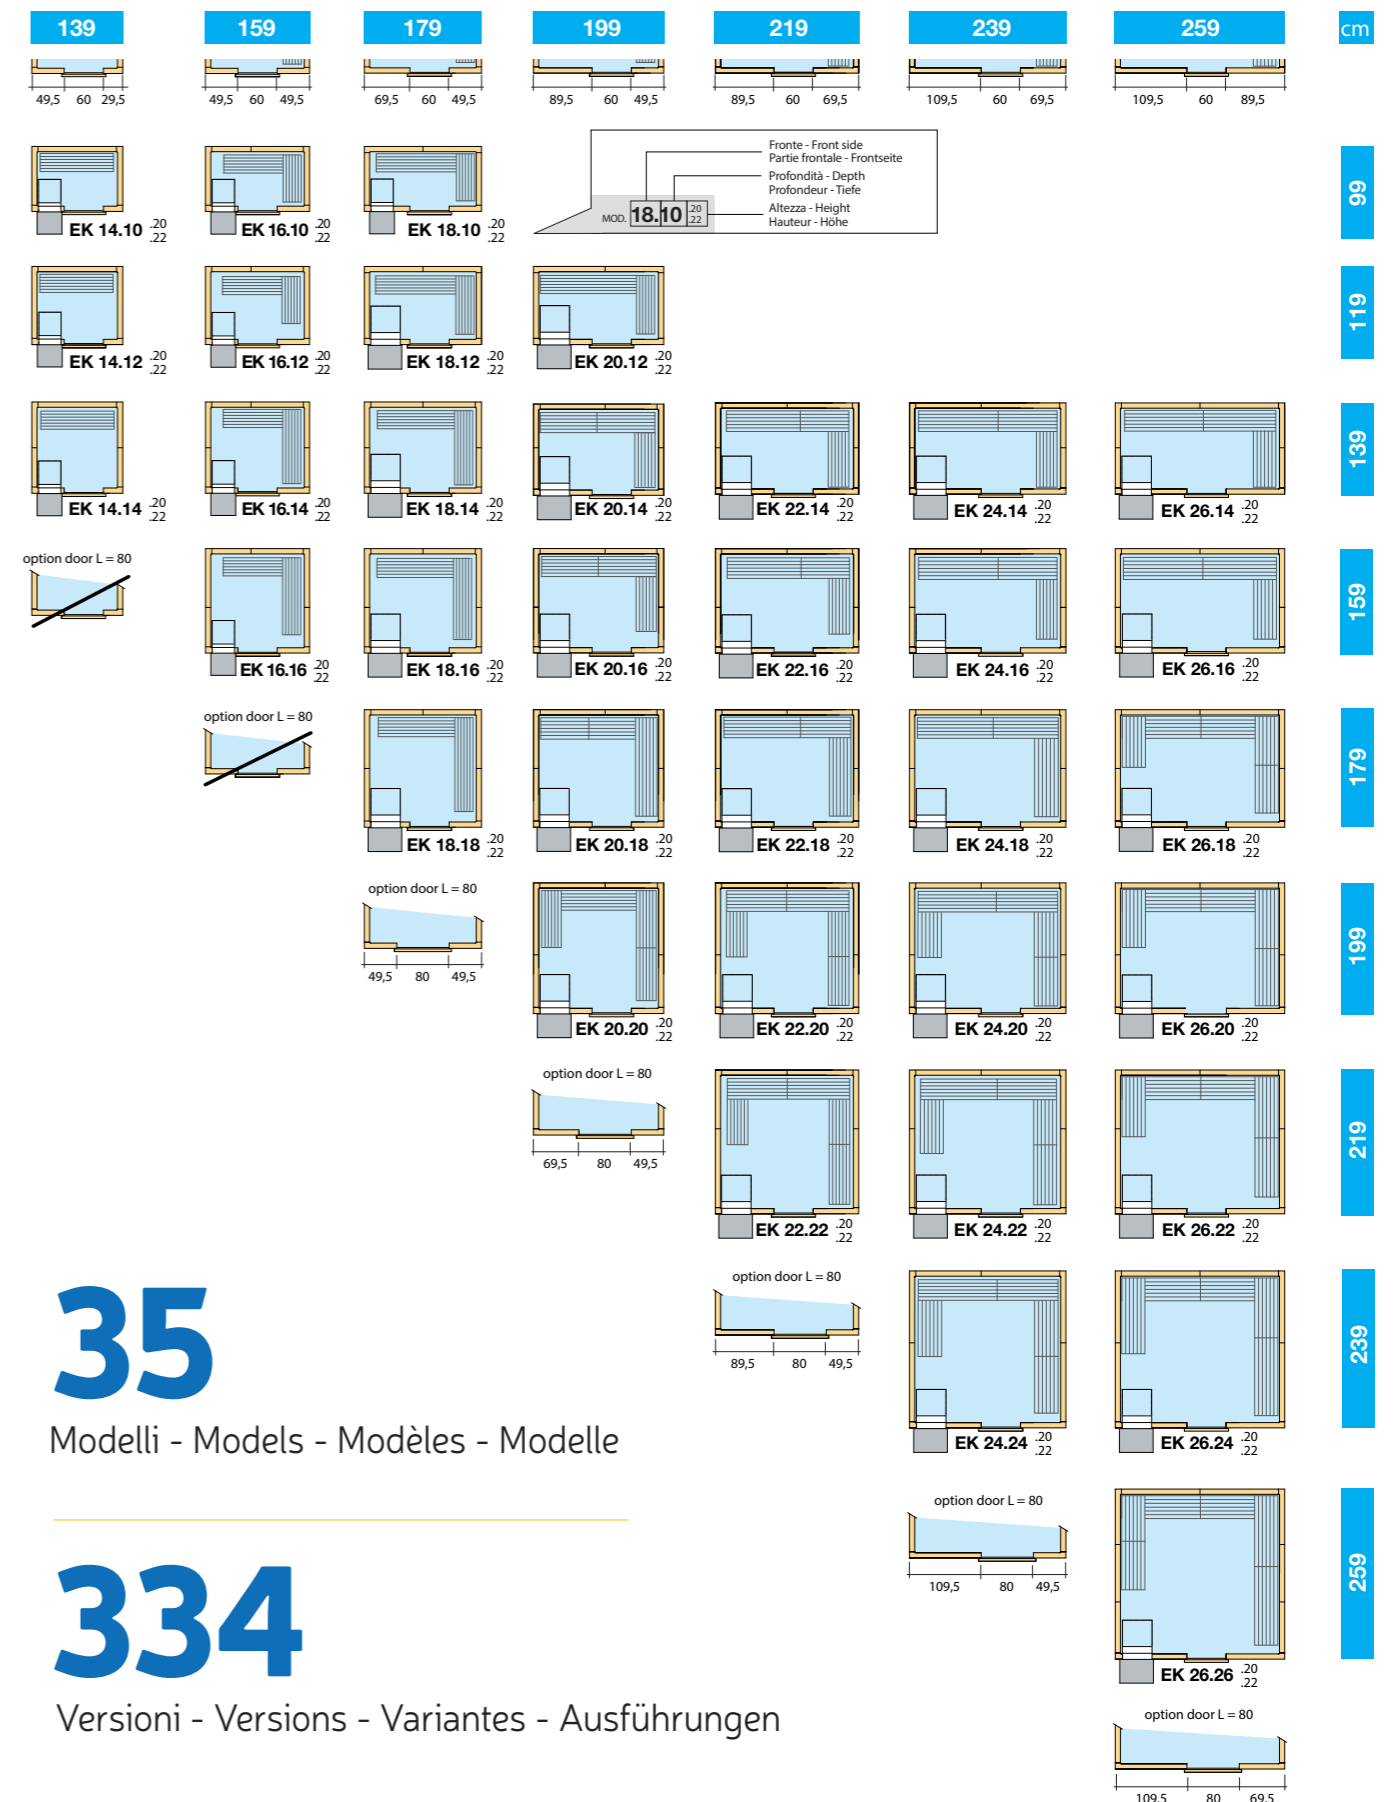 139 159 179 199 219 239 259 cm
49,5 60 29,5 49,5 60 49,5 69,5 60 49,5 89,5 60 49,5 89,5 60 69,5 109,5 60 69,5 109,5 60 89,5
Fronte - Front side
Partie frontale - Frontseite
Profondità - Depth
Profondeur - Tiefe
Altezza - Height
Hauteur - Höhe
MOD. 18.10 .20
.22
99
EK 14.10 .20 EK 16.10 .20 EK 18.10 .20
.22 .22 .22
119
EK 14.12 .20 EK 16.12 .20 EK 18.12 .20 EK 20.12 .20
.22 .22 .22 .22
139
EK 14.14 .20 EK 16.14 .20 EK 18.14 .20 EK 20.14 .20 EK 22.14 .20 EK 24.14 .20 EK 26.14 .20
.22 .22 .22 .22 .22 .22 .22
option door L = 80
159
EK 16.16 .20 EK 18.16 .20 EK 20.16 .20 EK 22.16 .20 EK 24.16 .20 EK 26.16 .20
.22 .22 .22 .22 .22 .22
option door L = 80
179
EK 18.18 .20 EK 20.18 .20 EK 22.18 .20 EK 24.18 .20 EK 26.18 .20
.22 .22 .22 .22 .22
option door L = 80
49,5 80 49,5
199
EK 20.20 .20 EK 22.20 .20 EK 24.20 .20 EK 26.20 .20
.22 .22 .22 .22
option door L = 80
69,5 80 49,5
219
EK 22.22 .20 EK 24.22 .20 EK 26.22 .20
.22 .22 .22
option door L = 80
89,5 80 49,5
239
EK 24.24 .20 EK 26.24 .20
.22 .22
35
Modelli - Models - Modèles - Modelle
option door L = 80
109,5 80 49,5
259
EK 26.26 .20
.22
334
Versioni - Versions - Variantes - Ausführungen
option door L = 80
109,5 80 69,5